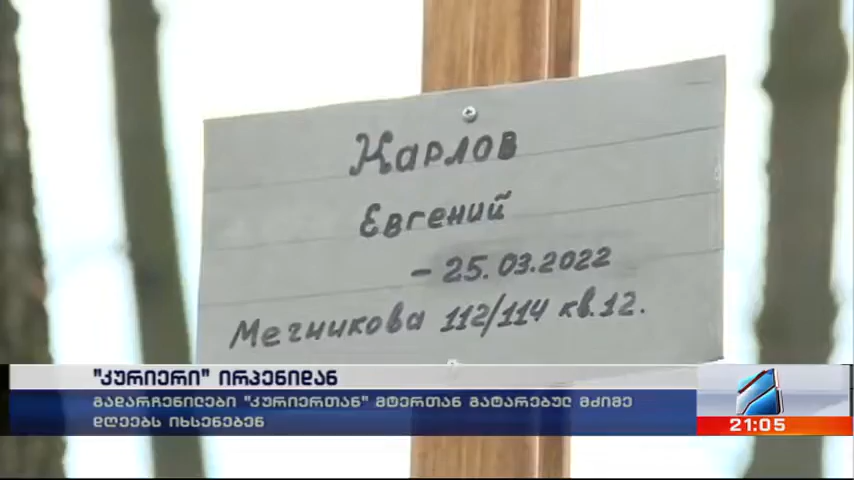 Карлов
Евгений
- 25.03.2022
Мечникова 112/114 кв.12.
"კურიერი" ირპენიდან
გადარჩენილები "კურიერთან" მტერთან გატარებულ მძიმე
დღეებს იხსენებენ
21:05